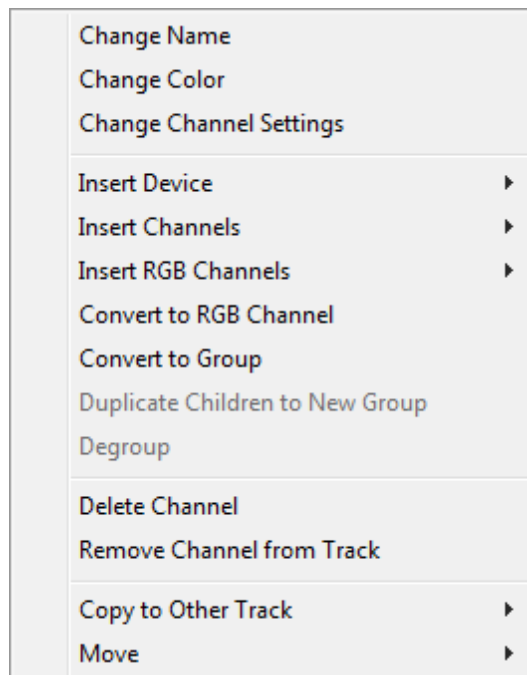 Change Name
Change Color
Change Channel Settings
Insert Device
Insert Channels
Insert RGB Channels
Convert to RGB Channel
Convert to Group
Duplicate Children to New Group
Degroup
Delete Channel
Remove Channel from Track
Copy to Other Track
Move